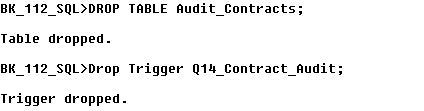 BK_112_SQL>DROP TABLE Audit_Contracts;
Table dropped.
BK_112_SQL>Drop Trigger Q14_Contract_Audit;
Trigger dropped.